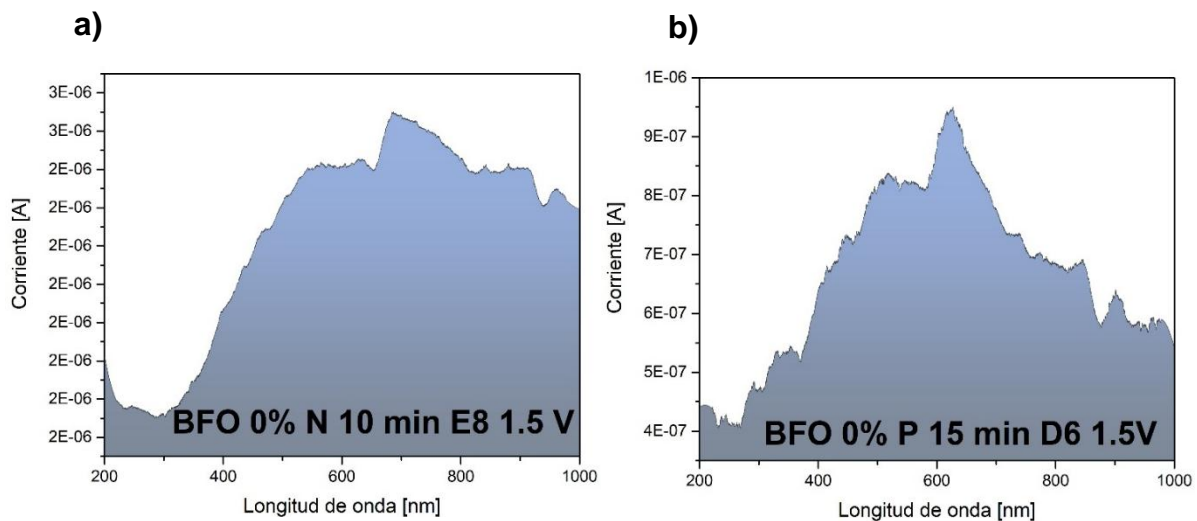 a)
b)
3E-06
3E-06
2E-06
2E-06
2E-06
2E-06
2E-06
2E-06
2E-06
2E-06
Corriente [A]
BFO 0% N 10 min E8 1.5 V
200
400
600
800
1000
Longitud de onda [nm]
1E-06
9E-07
8E-07
7E-07
6E-07
5E-07
4E-07
Corriente [A]
BFO 0% P 15 min D6 1.5V
200
400
600
800
1000
Longitud de onda [nm]